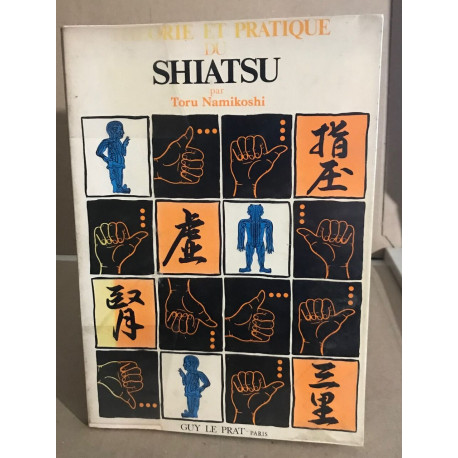 THÉORIE ET PRATIQUE
DU
SHIATSU
par
Toru Namikoshi
指
圧
虚
腎
三
里
GUY LE PRAT - PARIS